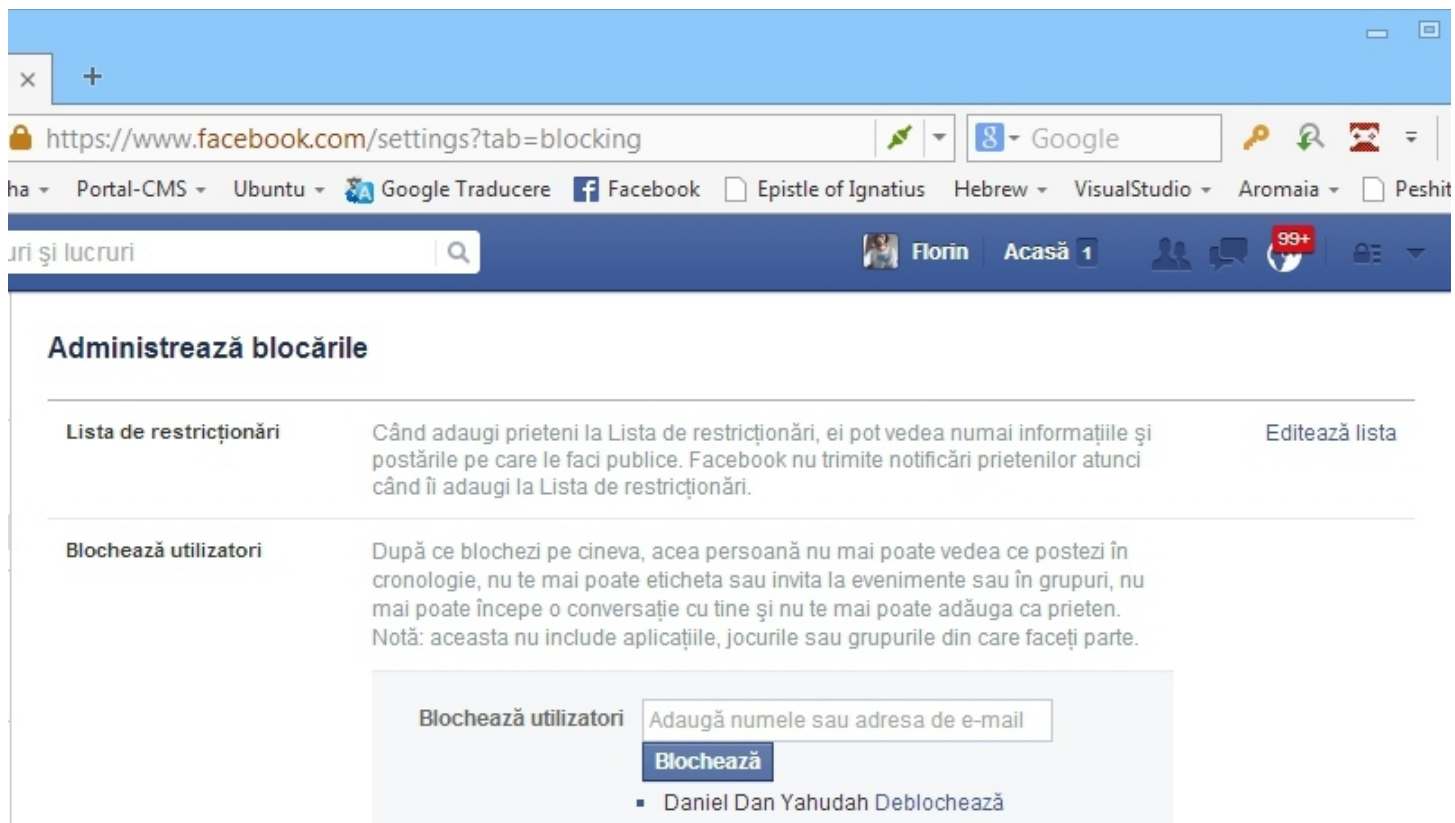 https://www.facebook.com/settings?tab=blocking Google
Portal-CMS Ubuntu Google Traducere Facebook Epistle of Ignatius Hebrew VisualStudio Aromaia
şi lucruri Florin Acasă 1 99+
Administrează blocările
Lista de restricționări
Când adaugi prieteni la Lista de restricționări, ei pot vedea numai informațiile şi
postările pe care le faci publice. Facebook nu trimite notificări prietenilor atunci
când îi adaugi la Lista de restricționări.
Editează lista
Blochează utilizatori
După ce blochezi pe cineva, acea persoană nu mai poate vedea ce postezi în
cronologie, nu te mai poate eticheta sau invita la evenimente sau în grupuri, nu
mai poate începe o conversație cu tine şi nu te mai poate adăuga ca prieten.
Notă: aceasta nu include aplicațiile, jocurile sau grupurile din care faceți parte.
Blochează utilizatori Adaugă numele sau adresa de e-mail
Blochează
Daniel Dan Yahudah Deblochează